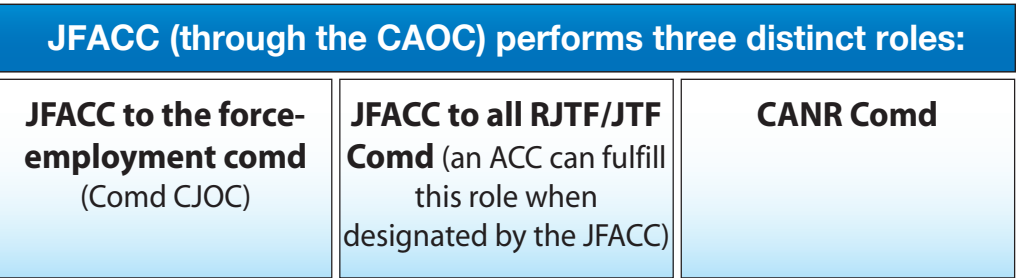 JFACC (through the CAOC) performs three distinct roles:
JFACC to the force-
employment comd
(Comd CJOC)
JFACC to all RJTF/JTF
Comd (an ACC can fulfill
this role when
designated by the JFACC)
CANR Comd